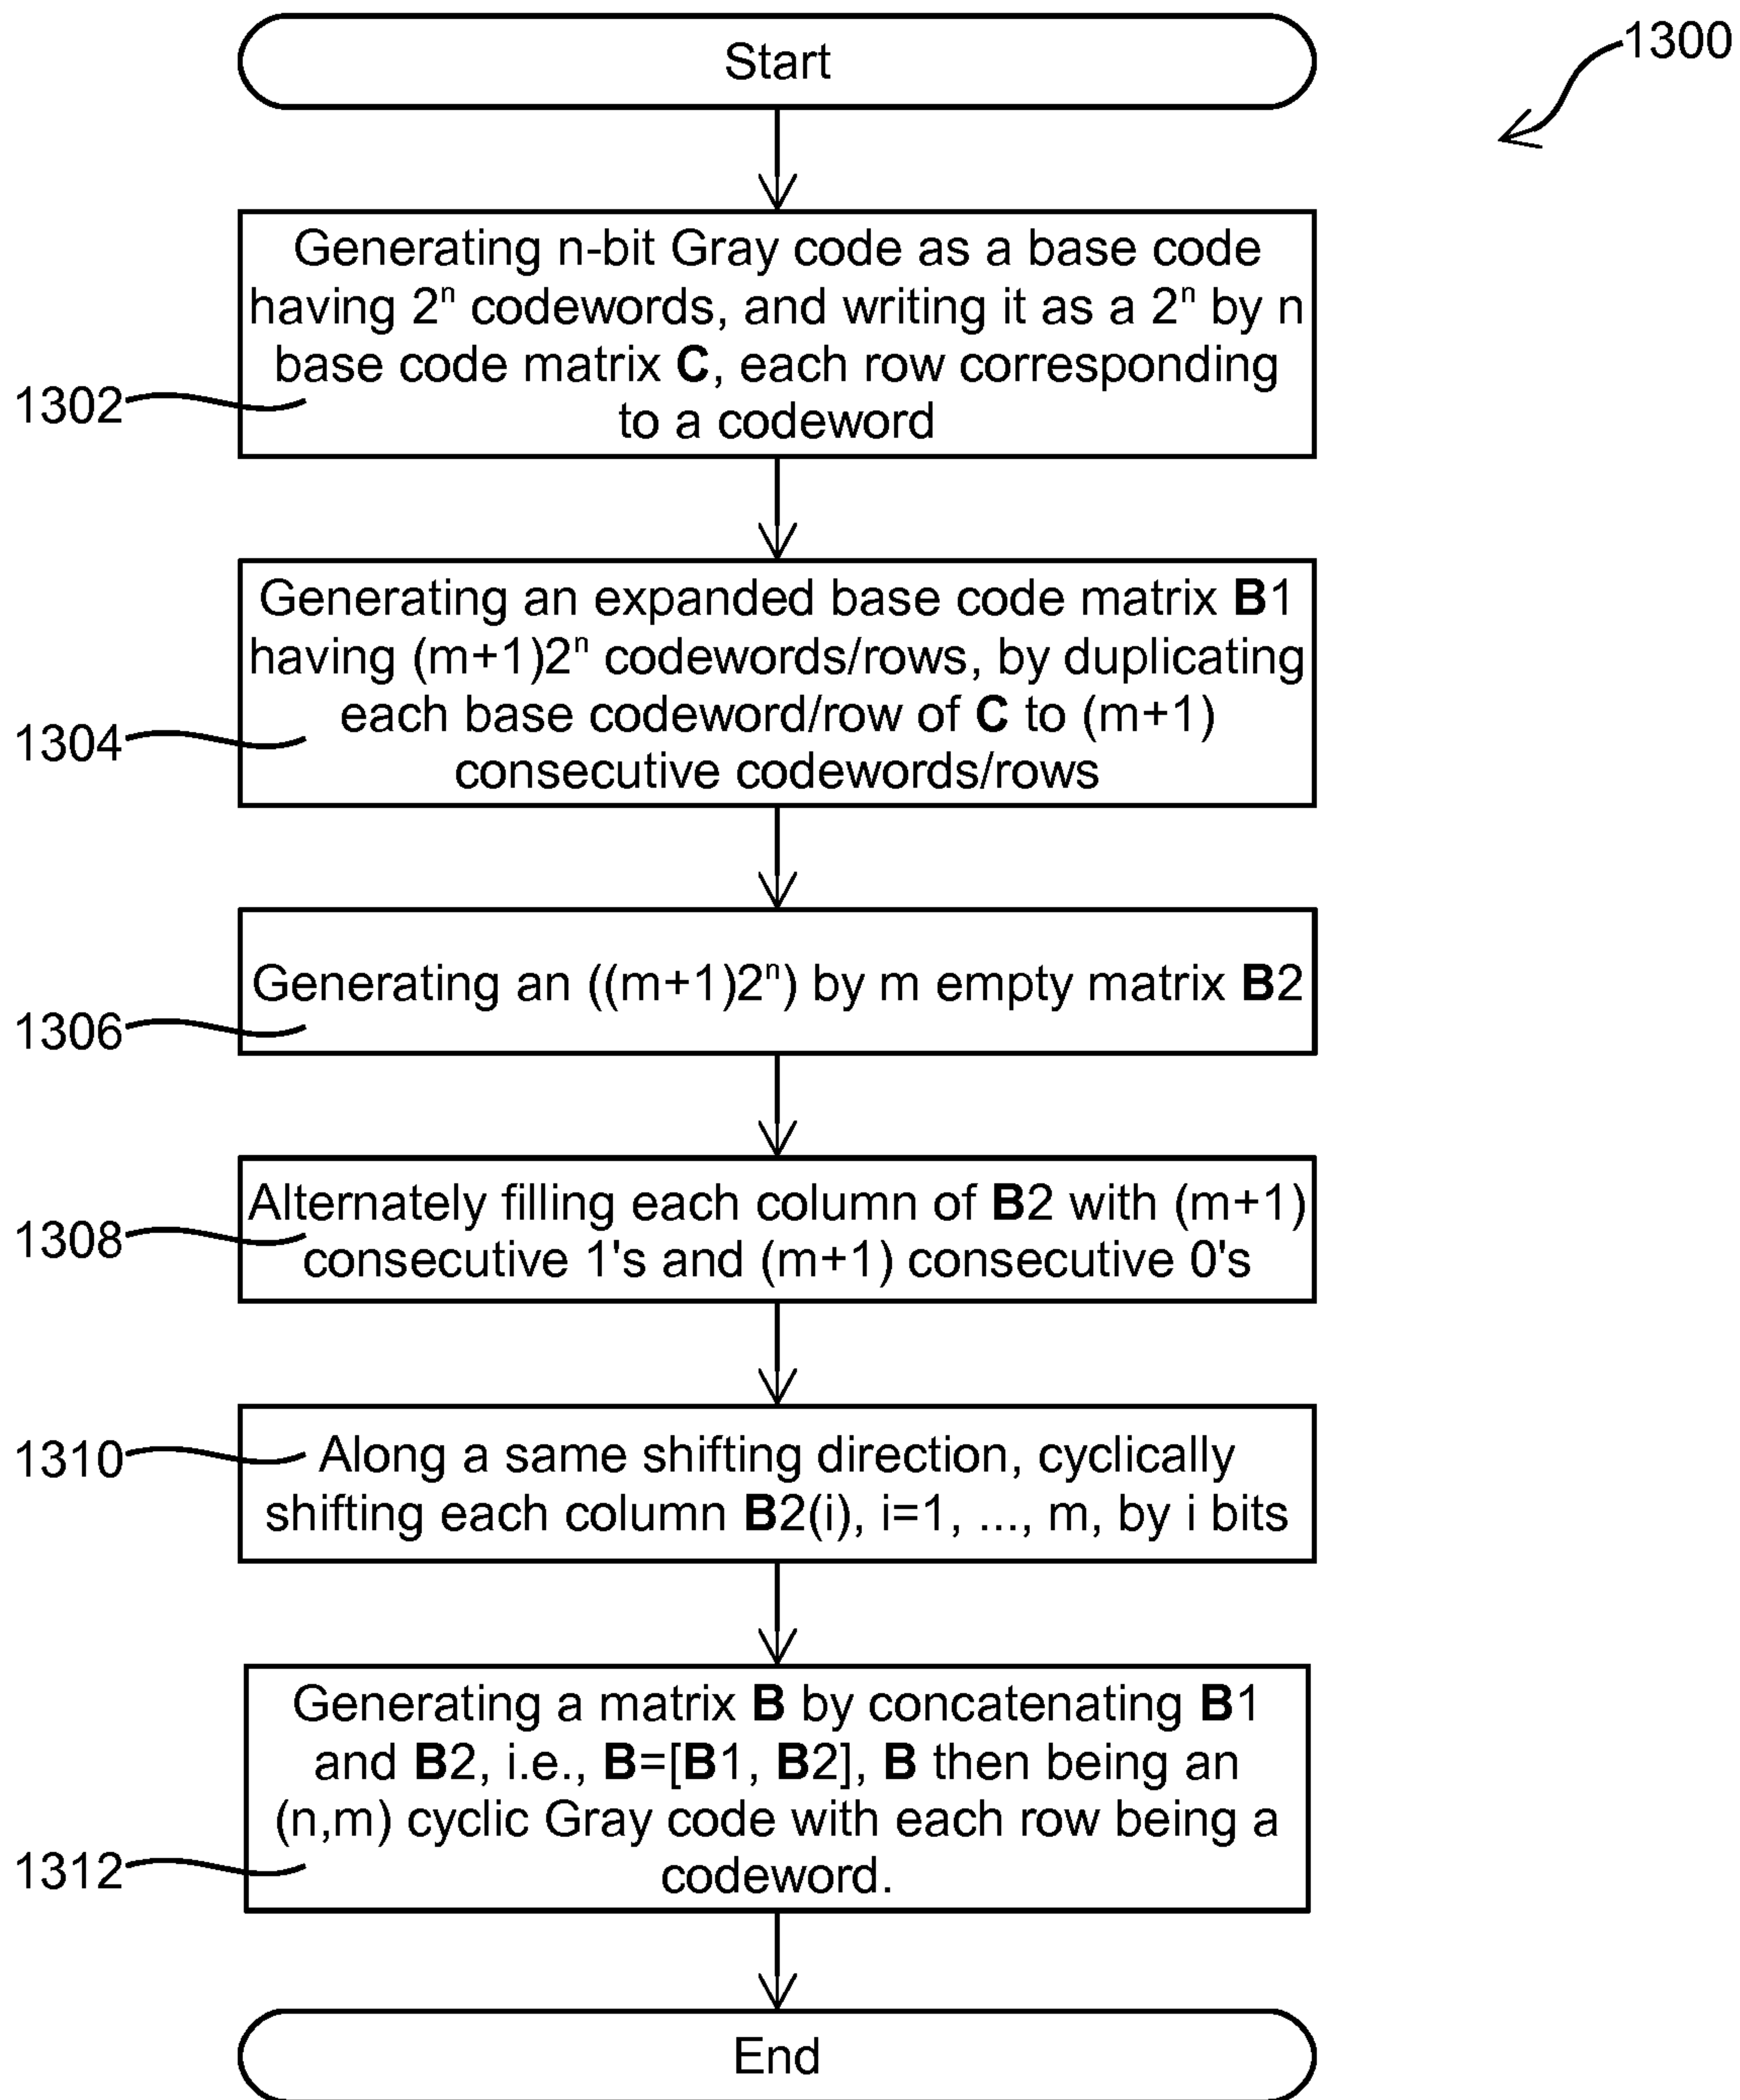 Start
1300
Generating n-bit Gray code as a base code
having 2ⁿ codewords, and writing it as a 2ⁿ by n
base code matrix C, each row corresponding
to a codeword
1302
Generating an expanded base code matrix B1
having (m+1)2ⁿ codewords/rows, by duplicating
each base codeword/row of C to (m+1)
consecutive codewords/rows
1304
Generating an ((m+1)2ⁿ) by m empty matrix B2
1306
Alternately filling each column of B2 with (m+1)
consecutive 1's and (m+1) consecutive 0's
1308
Along a same shifting direction, cyclically
shifting each column B2(i), i=1, ..., m, by i bits
1310
Generating a matrix B by concatenating B1
and B2, i.e., B=[B1, B2], B then being an
(n,m) cyclic Gray code with each row being a
codeword.
1312
End